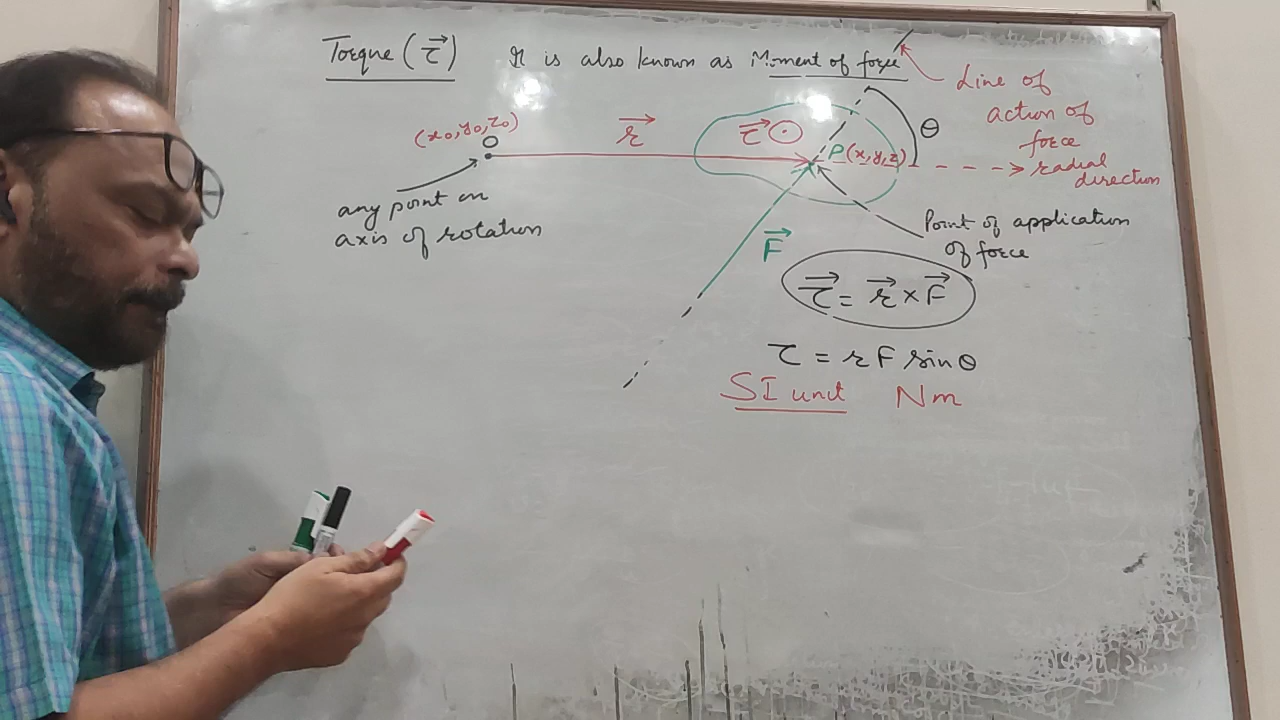 Torque (τ⃗) It is also known as Moment of force
Line of
action of
force
(x₀,y₀,z₀)
O
r⃗
τ⃗ ⊙
P(x,y,z)
θ
radial
direction
any point on
axis of rotation
F⃗
Point of application
of force
τ⃗ = r⃗ × F⃗
τ = r F sinθ
SI unit Nm